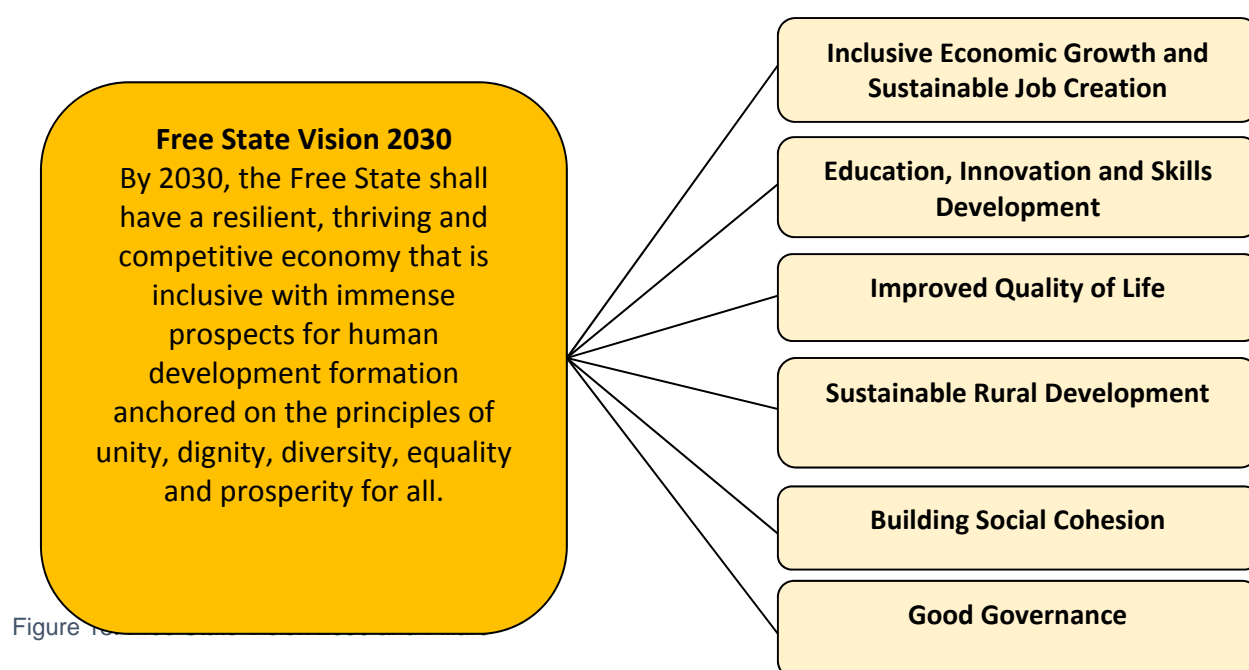 Free State Vision 2030
By 2030, the Free State shall
have a resilient, thriving and
competitive economy that is
inclusive with immense
prospects for human
development formation
anchored on the principles of
unity, dignity, diversity, equality
and prosperity for all.
Inclusive Economic Growth and
Sustainable Job Creation
Education, Innovation and Skills
Development
Improved Quality of Life
Sustainable Rural Development
Building Social Cohesion
Good Governance
Figure